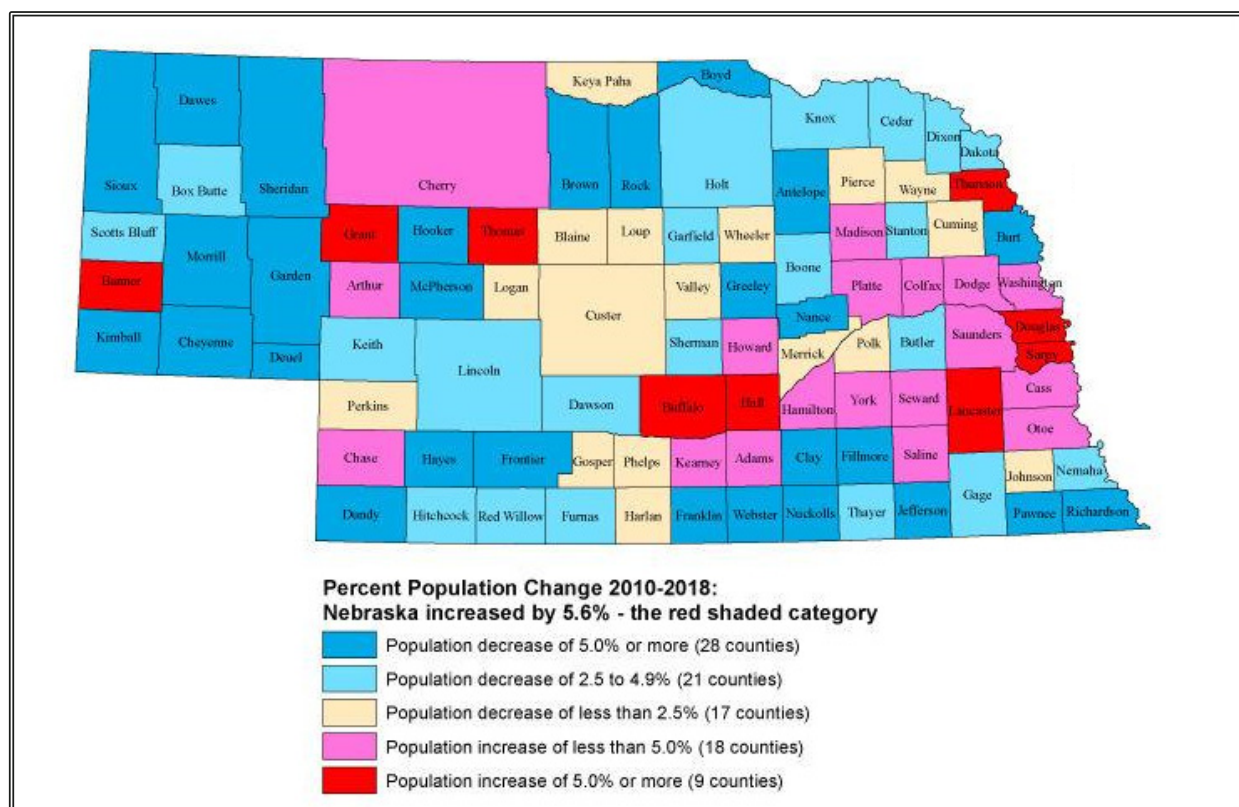 Keya Paha
Boyd
Dawes
Knox
Cedar
Dixon
Dakota
Sioux
Box Butte
Sheridan
Cherry
Brown
Rock
Holt
Antelope
Pierce
Wayne
Thurston
Scotts Bluff
Morrill
Garden
Grant
Hooker
Thomas
Blaine
Loup
Garfield
Wheeler
Madison
Stanton
Cuming
Burt
Banner
Arthur
McPherson
Logan
Custer
Valley
Greeley
Boone
Platte
Colfax
Dodge
Washington
Kimball
Cheyenne
Deuel
Keith
Lincoln
Sherman
Howard
Nance
Merrick
Polk
Butler
Saunders
Douglas
Sarpy
Perkins
Dawson
Buffalo
Hall
Hamilton
York
Seward
Lancaster
Cass
Otoe
Chase
Hayes
Frontier
Gosper
Phelps
Kearney
Adams
Clay
Fillmore
Saline
Gage
Johnson
Nemaha
Dundy
Hitchcock
Red Willow
Furnas
Harlan
Franklin
Webster
Nuckolls
Thayer
Jefferson
Pawnee
Richardson
Percent Population Change 2010-2018:
Nebraska increased by 5.6% - the red shaded category
Population decrease of 5.0% or more (28 counties)
Population decrease of 2.5 to 4.9% (21 counties)
Population decrease of less than 2.5% (17 counties)
Population increase of less than 5.0% (18 counties)
Population increase of 5.0% or more (9 counties)